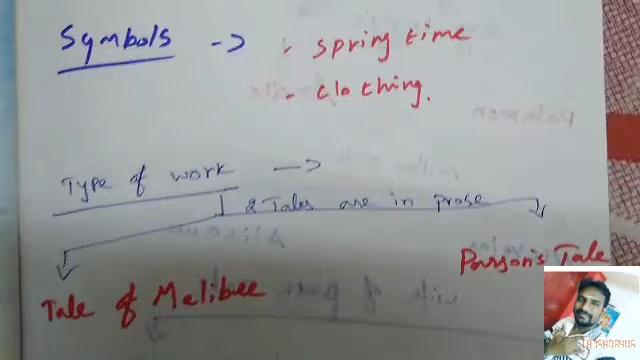 Symbols -> . spring time
- clothing.
Type of work ->
2 Tales are in prose
Parson's Tale
Tale of Melibee